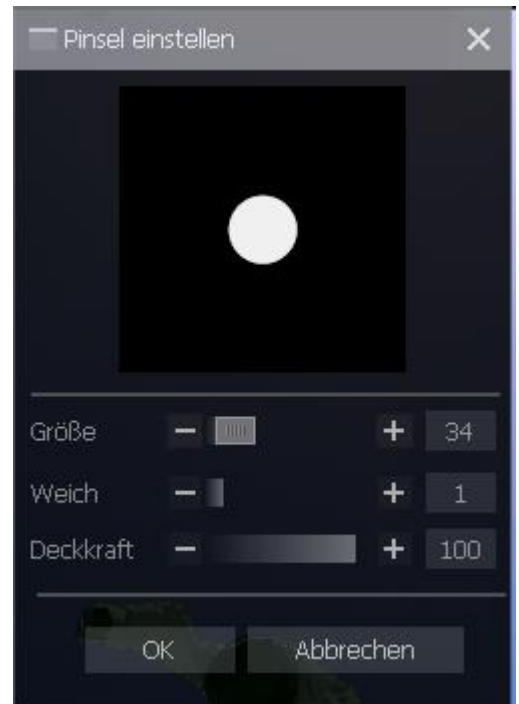 Pinsel einstellen
Größe 34
Weich 1
Deckkraft 100
OK Abbrechen